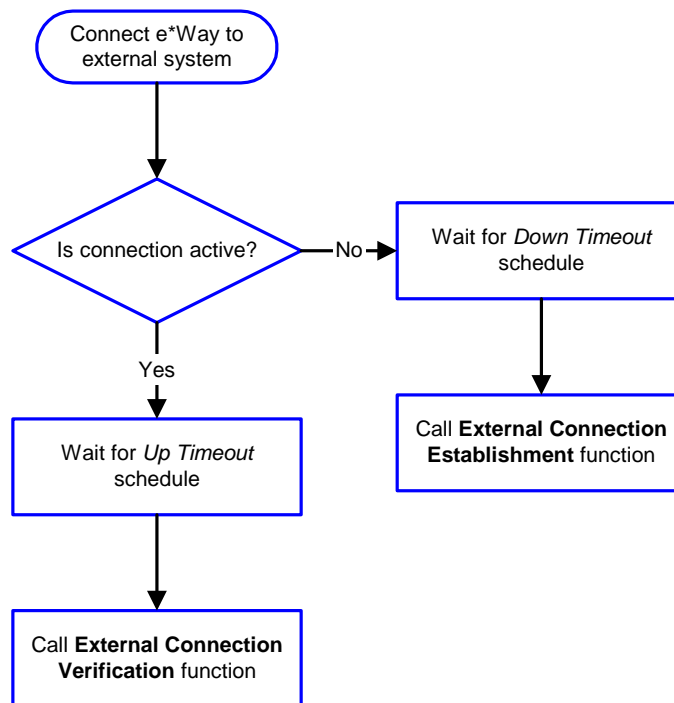 Connect e*Way to
external system
Is connection active?
No
Wait for Down Timeout
schedule
Yes
Call External Connection
Establishment function
Wait for Up Timeout
schedule
Call External Connection
Verification function